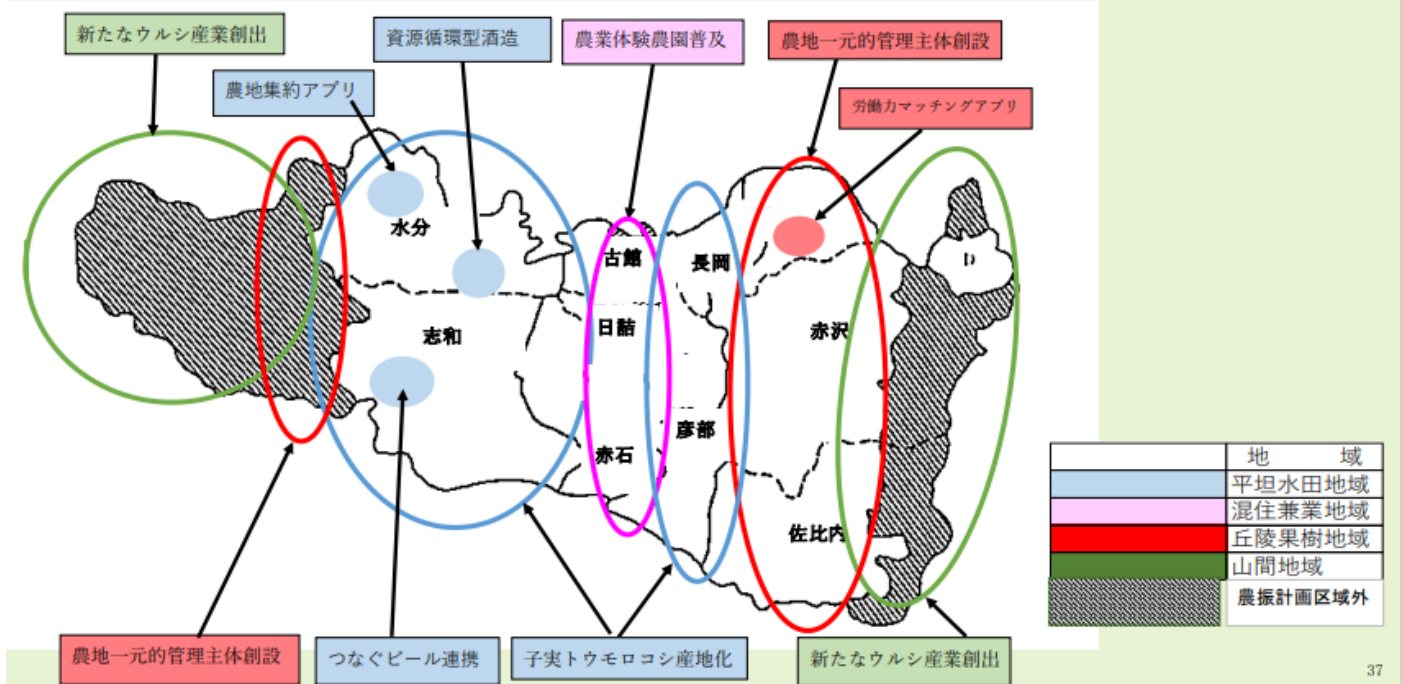 新たなウルシ産業創出
資源循環型酒造
農業体験農園普及
農地一元的管理主体創設
農地集約アプリ
労働力マッチングアプリ
水分
古館
長岡
日詰
志和
赤沢
彦部
赤石
佐比内
地 域
平坦水田地域
混住兼業地域
丘陵果樹地域
山間地域
農振計画区域外
農地一元的管理主体創設
つなぐビール連携
子実トウモロコシ産地化
新たなウルシ産業創出
37